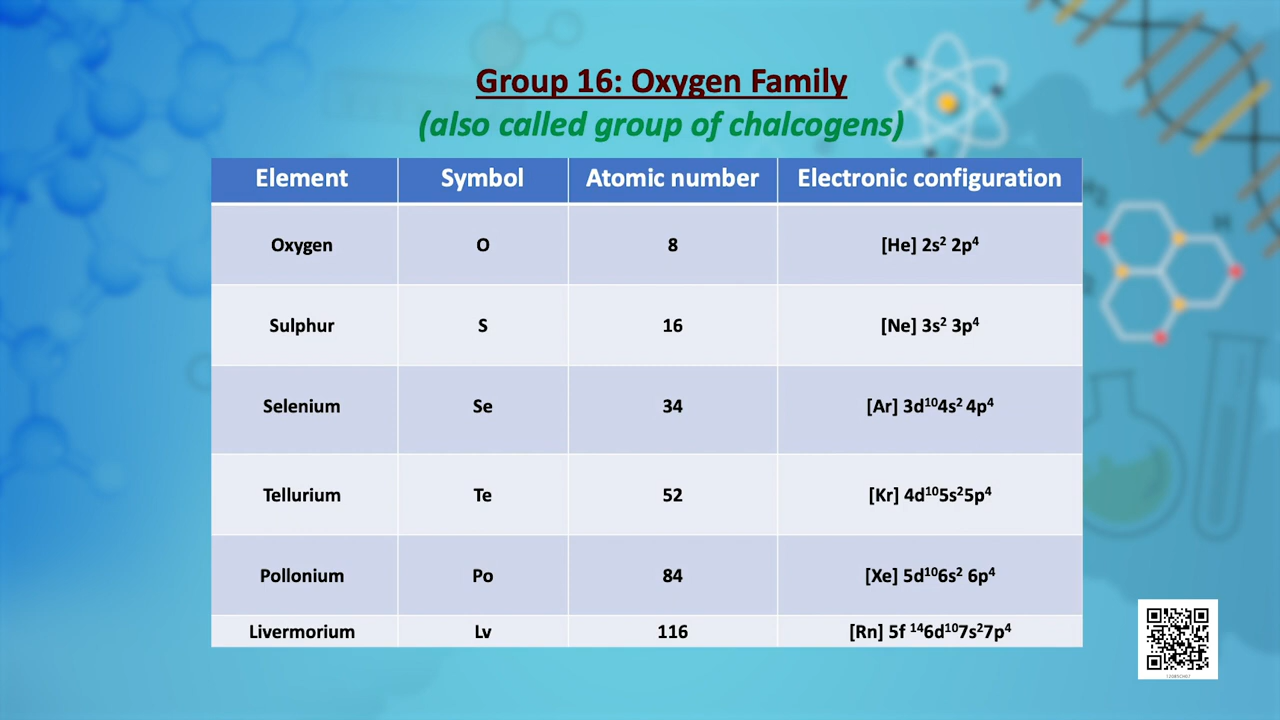 Group 16: Oxygen Family
(also called group of chalcogens)
Element Symbol Atomic number Electronic configuration
Oxygen O 8 [He] 2s² 2p⁴
Sulphur S 16 [Ne] 3s² 3p⁴
Selenium Se 34 [Ar] 3d¹⁰4s² 4p⁴
Tellurium Te 52 [Kr] 4d¹⁰5s²5p⁴
Pollonium Po 84 [Xe] 5d¹⁰6s² 6p⁴
Livermorium Lv 116 [Rn] 5f ¹⁴6d¹⁰7s²7p⁴
H